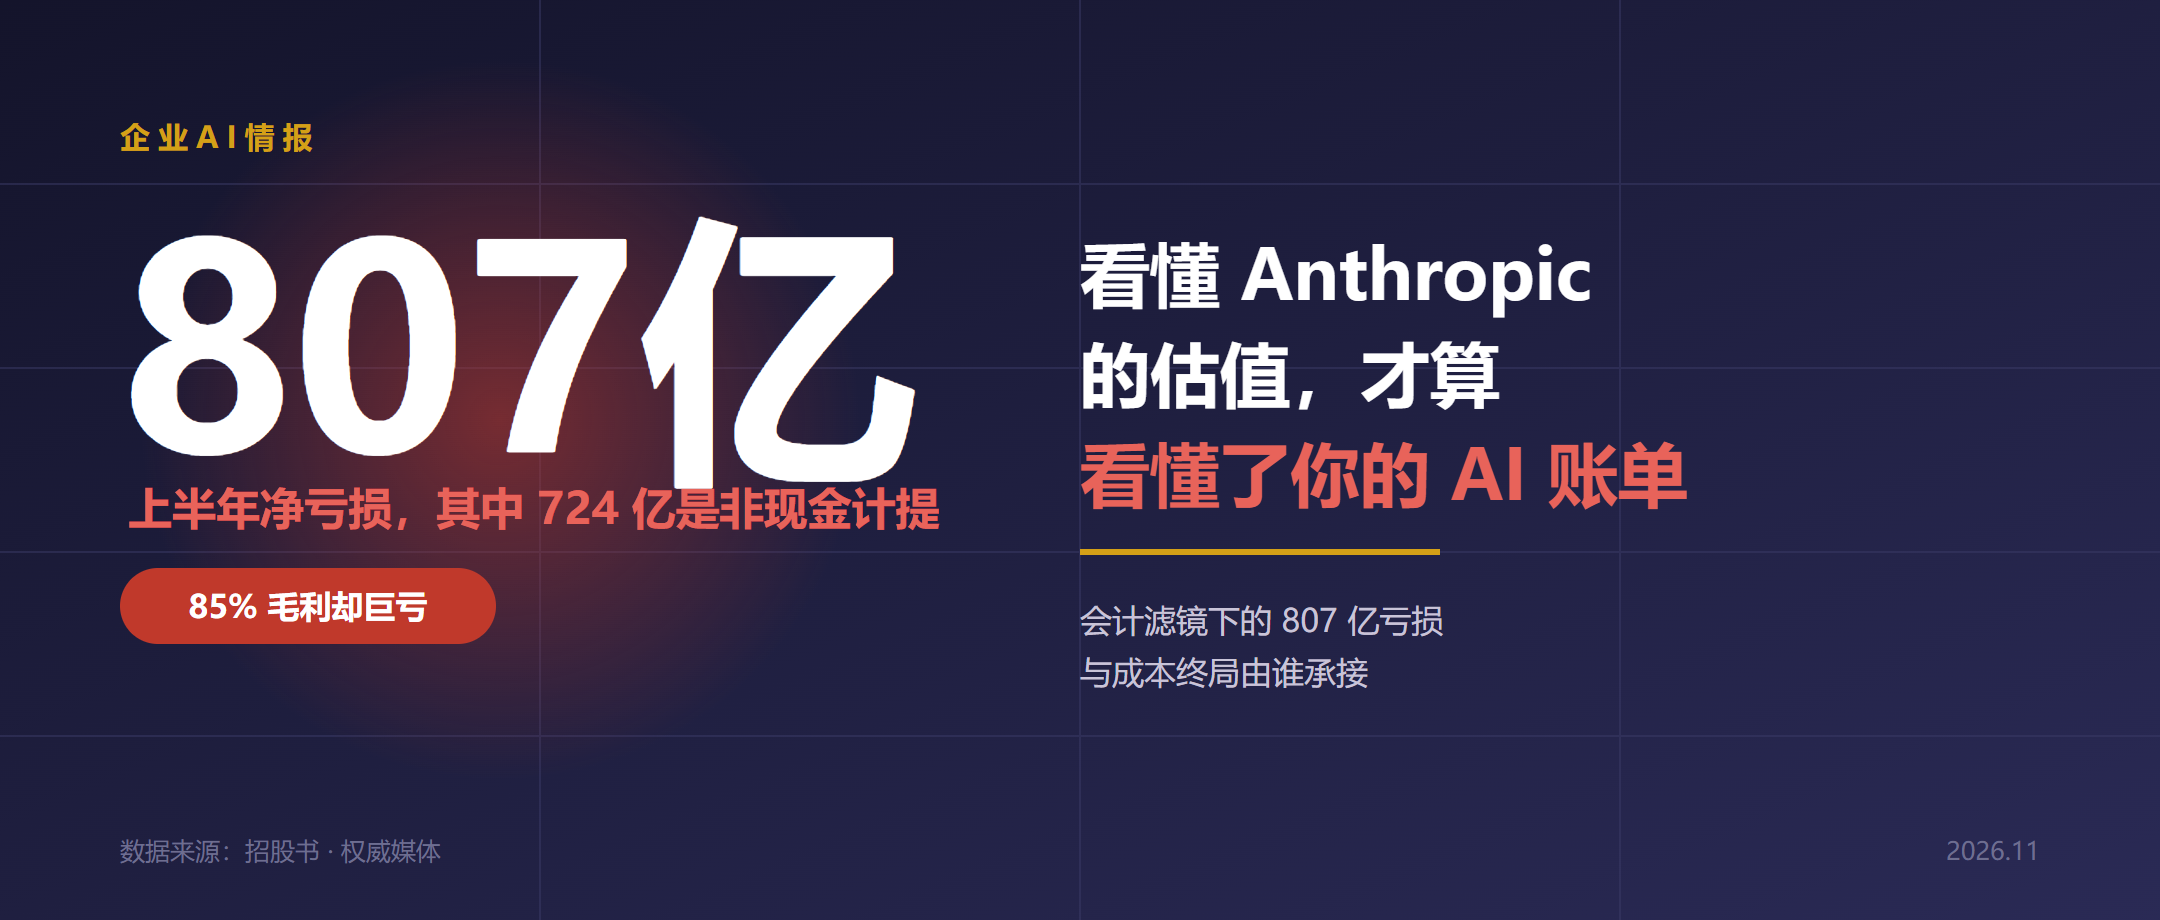 企业AI情报
807亿
上半年净亏损，其中 724 亿是非现金计提
85% 毛利却巨亏
看懂 Anthropic
的估值，才算
看懂了你的 AI 账单
会计滤镜下的 807 亿亏损
与成本终局由谁承接
数据来源：招股书 · 权威媒体
2026.11